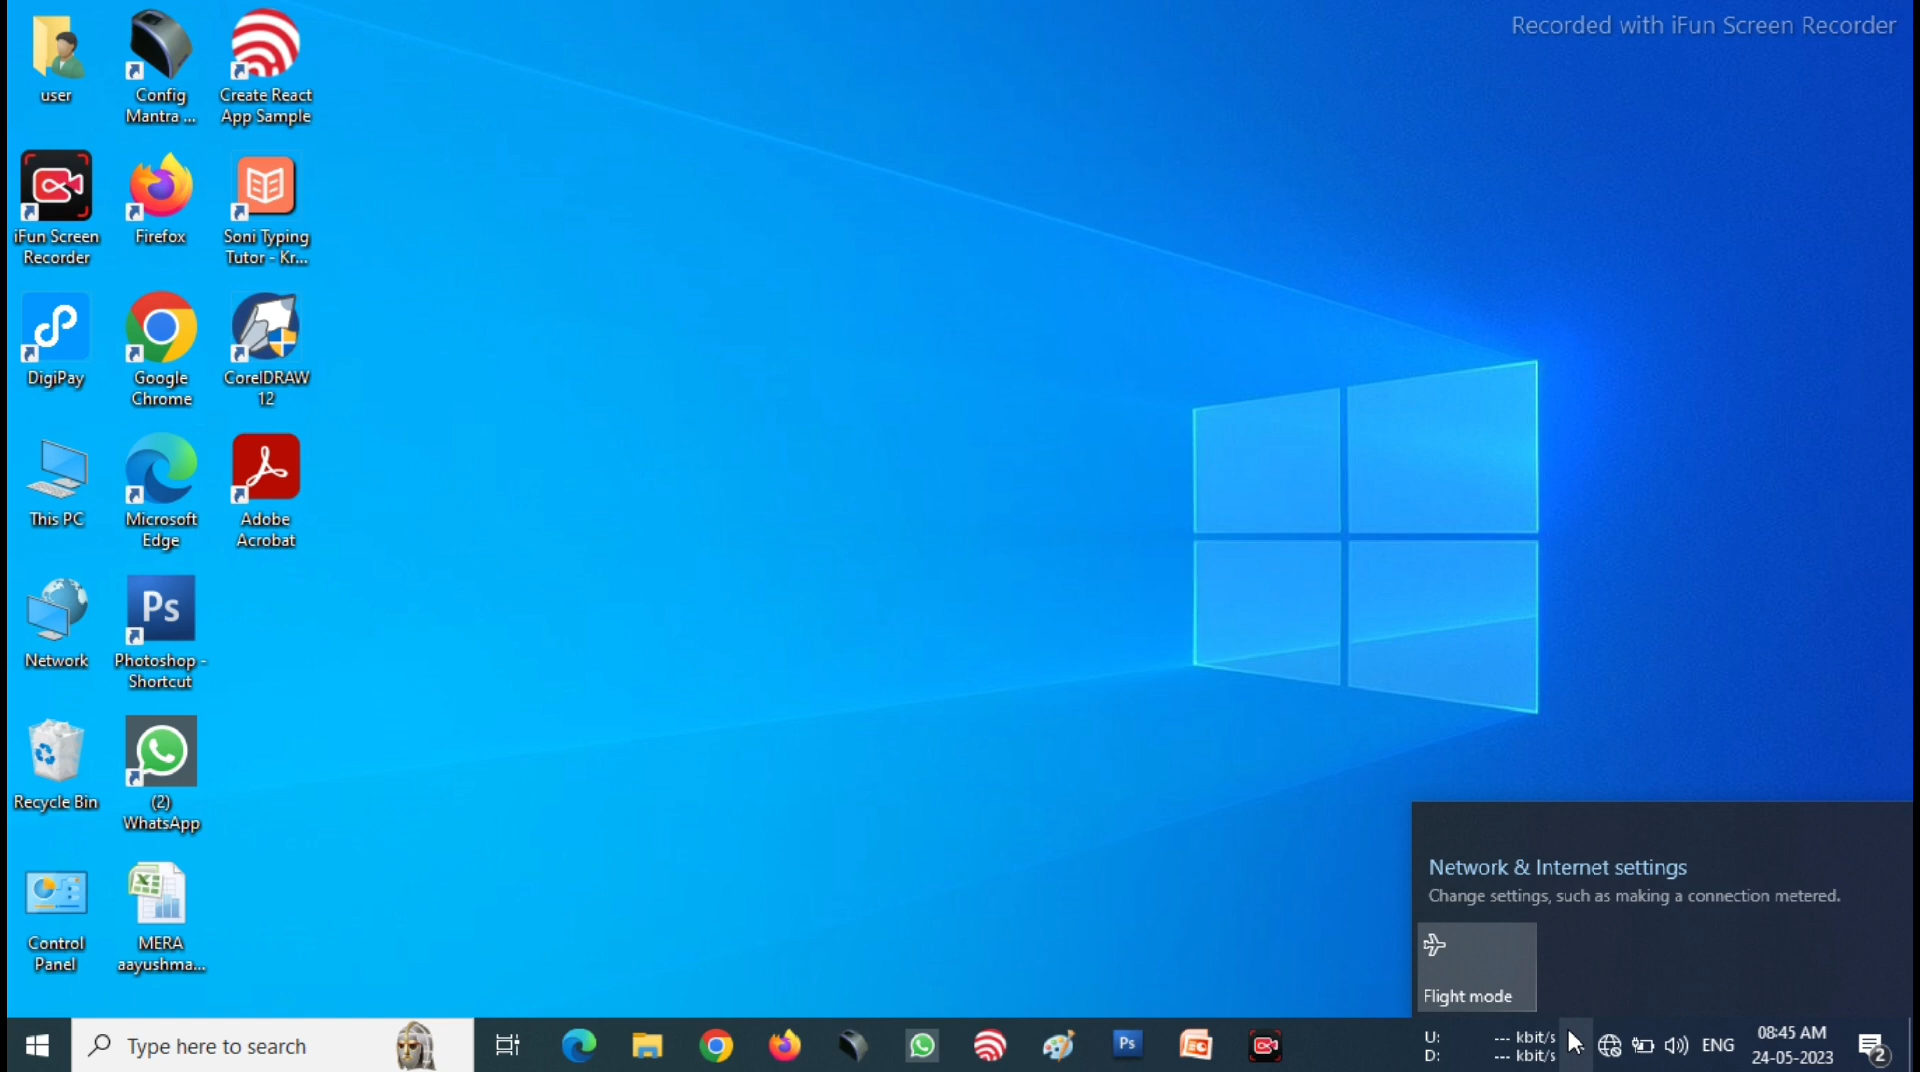 Recorded with iFun Screen Recorder
user
Config
Mantra ...
Create React
App Sample
iFun Screen
Recorder
Firefox
Soni Typing
Tutor - Kr...
DigiPay
Google
Chrome
CorelDRAW
12
This PC
Microsoft
Edge
Adobe
Acrobat
Network
Ps
Photoshop -
Shortcut
Recycle Bin
(2)
WhatsApp
Control
Panel
MERA
aayushma...
Network & Internet settings
Change settings, such as making a connection metered.
Flight mode
Type here to search
Ps
U: --- kbit/s
D: --- kbit/s
ENG
08:45 AM
24-05-2023
2